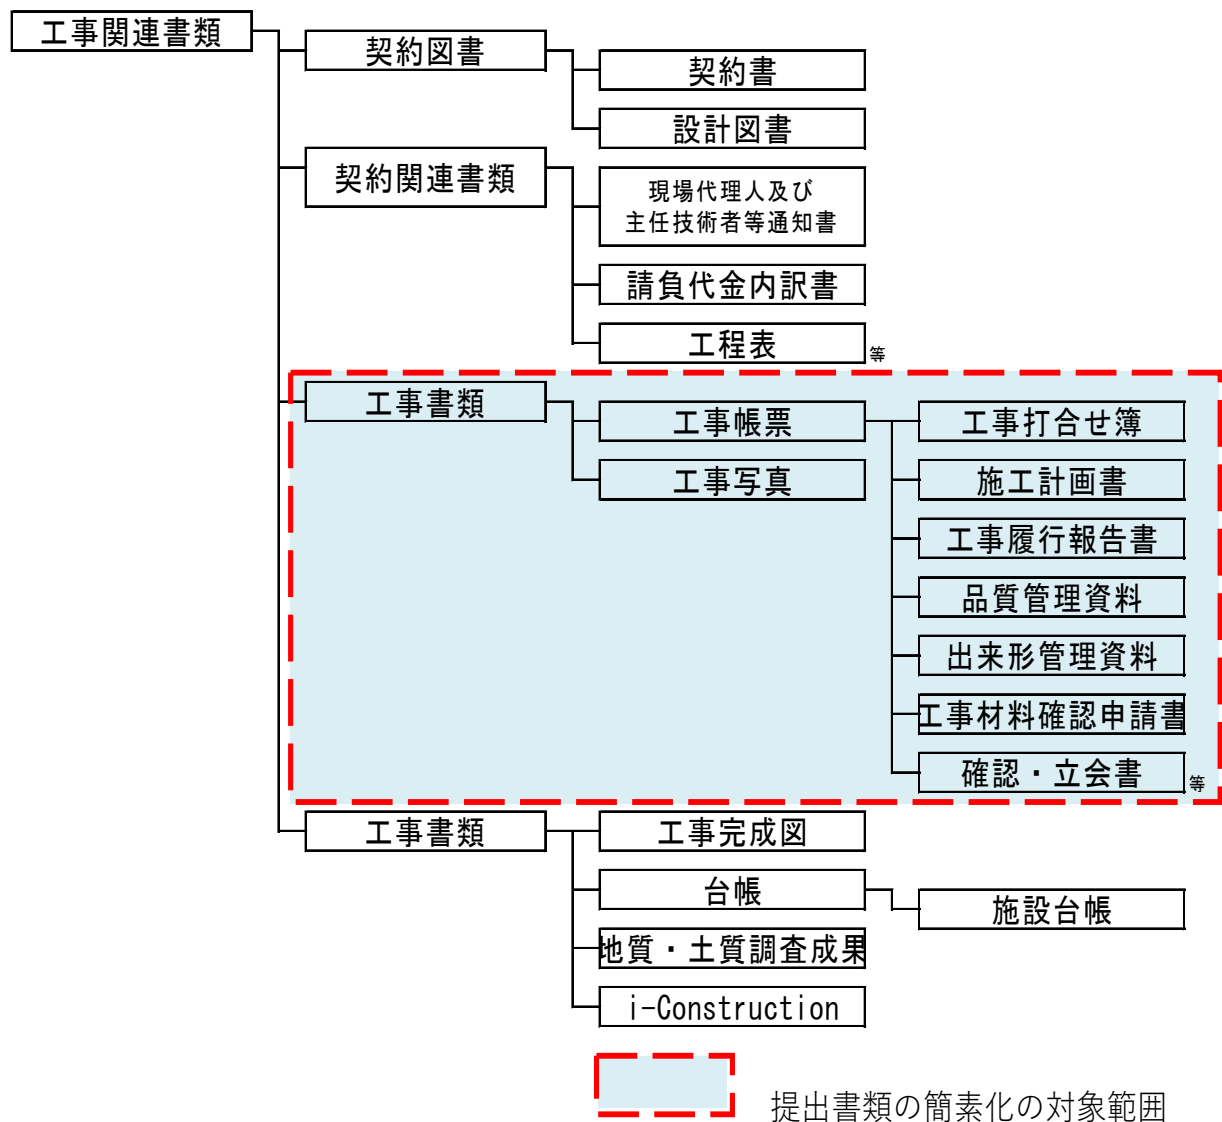 工事関連書類
契約図書
契約書
設計図書
契約関連書類
現場代理人及び
主任技術者等通知書
請負代金内訳書
工程表
等
工事書類
工事帳票
工事打合せ簿
工事写真
施工計画書
工事履行報告書
品質管理資料
出来形管理資料
工事材料確認申請書
確認・立会書
等
工事書類
工事完成図
台帳
施設台帳
地質・土質調査成果
i-Construction
提出書類の簡素化の対象範囲